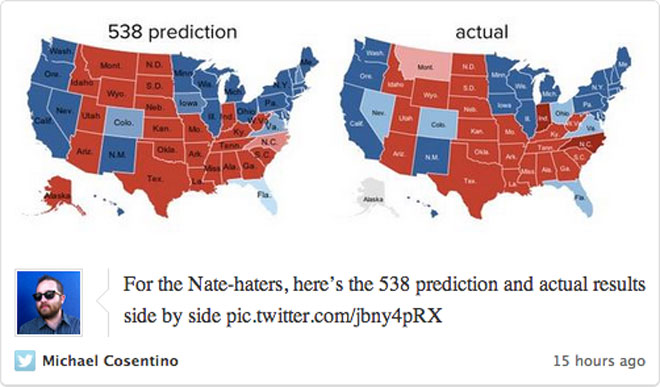 538 prediction
actual
Wash.
Mont.
N.D.
Minn.
Me.
Ore.
Idaho
S.D.
Wis.
Mich.
N.Y.
Wyo.
Iowa
Pa.
Nev.
Utah
Neb.
Ill.
Ind.
Ohio
Calif.
Colo.
Kan.
Mo.
Ky.
W.V.
Va.
Ariz.
N.M.
Okla.
Ark.
Tenn.
N.C.
S.C.
Tex.
La.
Miss.
Ala.
Ga.
Alaska
Fla.
Wash.
Mont.
N.D.
Minn.
Me.
Ore.
Idaho
S.D.
Wis.
Mich.
N.Y.
Wyo.
Iowa
Pa.
Nev.
Utah
Neb.
Ill.
Ind.
Ohio
Calif.
Colo.
Kan.
Mo.
Ky.
W.V.
Va.
Ariz.
N.M.
Okla.
Ark.
Tenn.
N.C.
S.C.
Tex.
La.
Miss.
Ala.
Ga.
Alaska
Fla.
For the Nate-haters, here's the 538 prediction and actual results
side by side pic.twitter.com/jbny4pRX
Michael Cosentino
15 hours ago